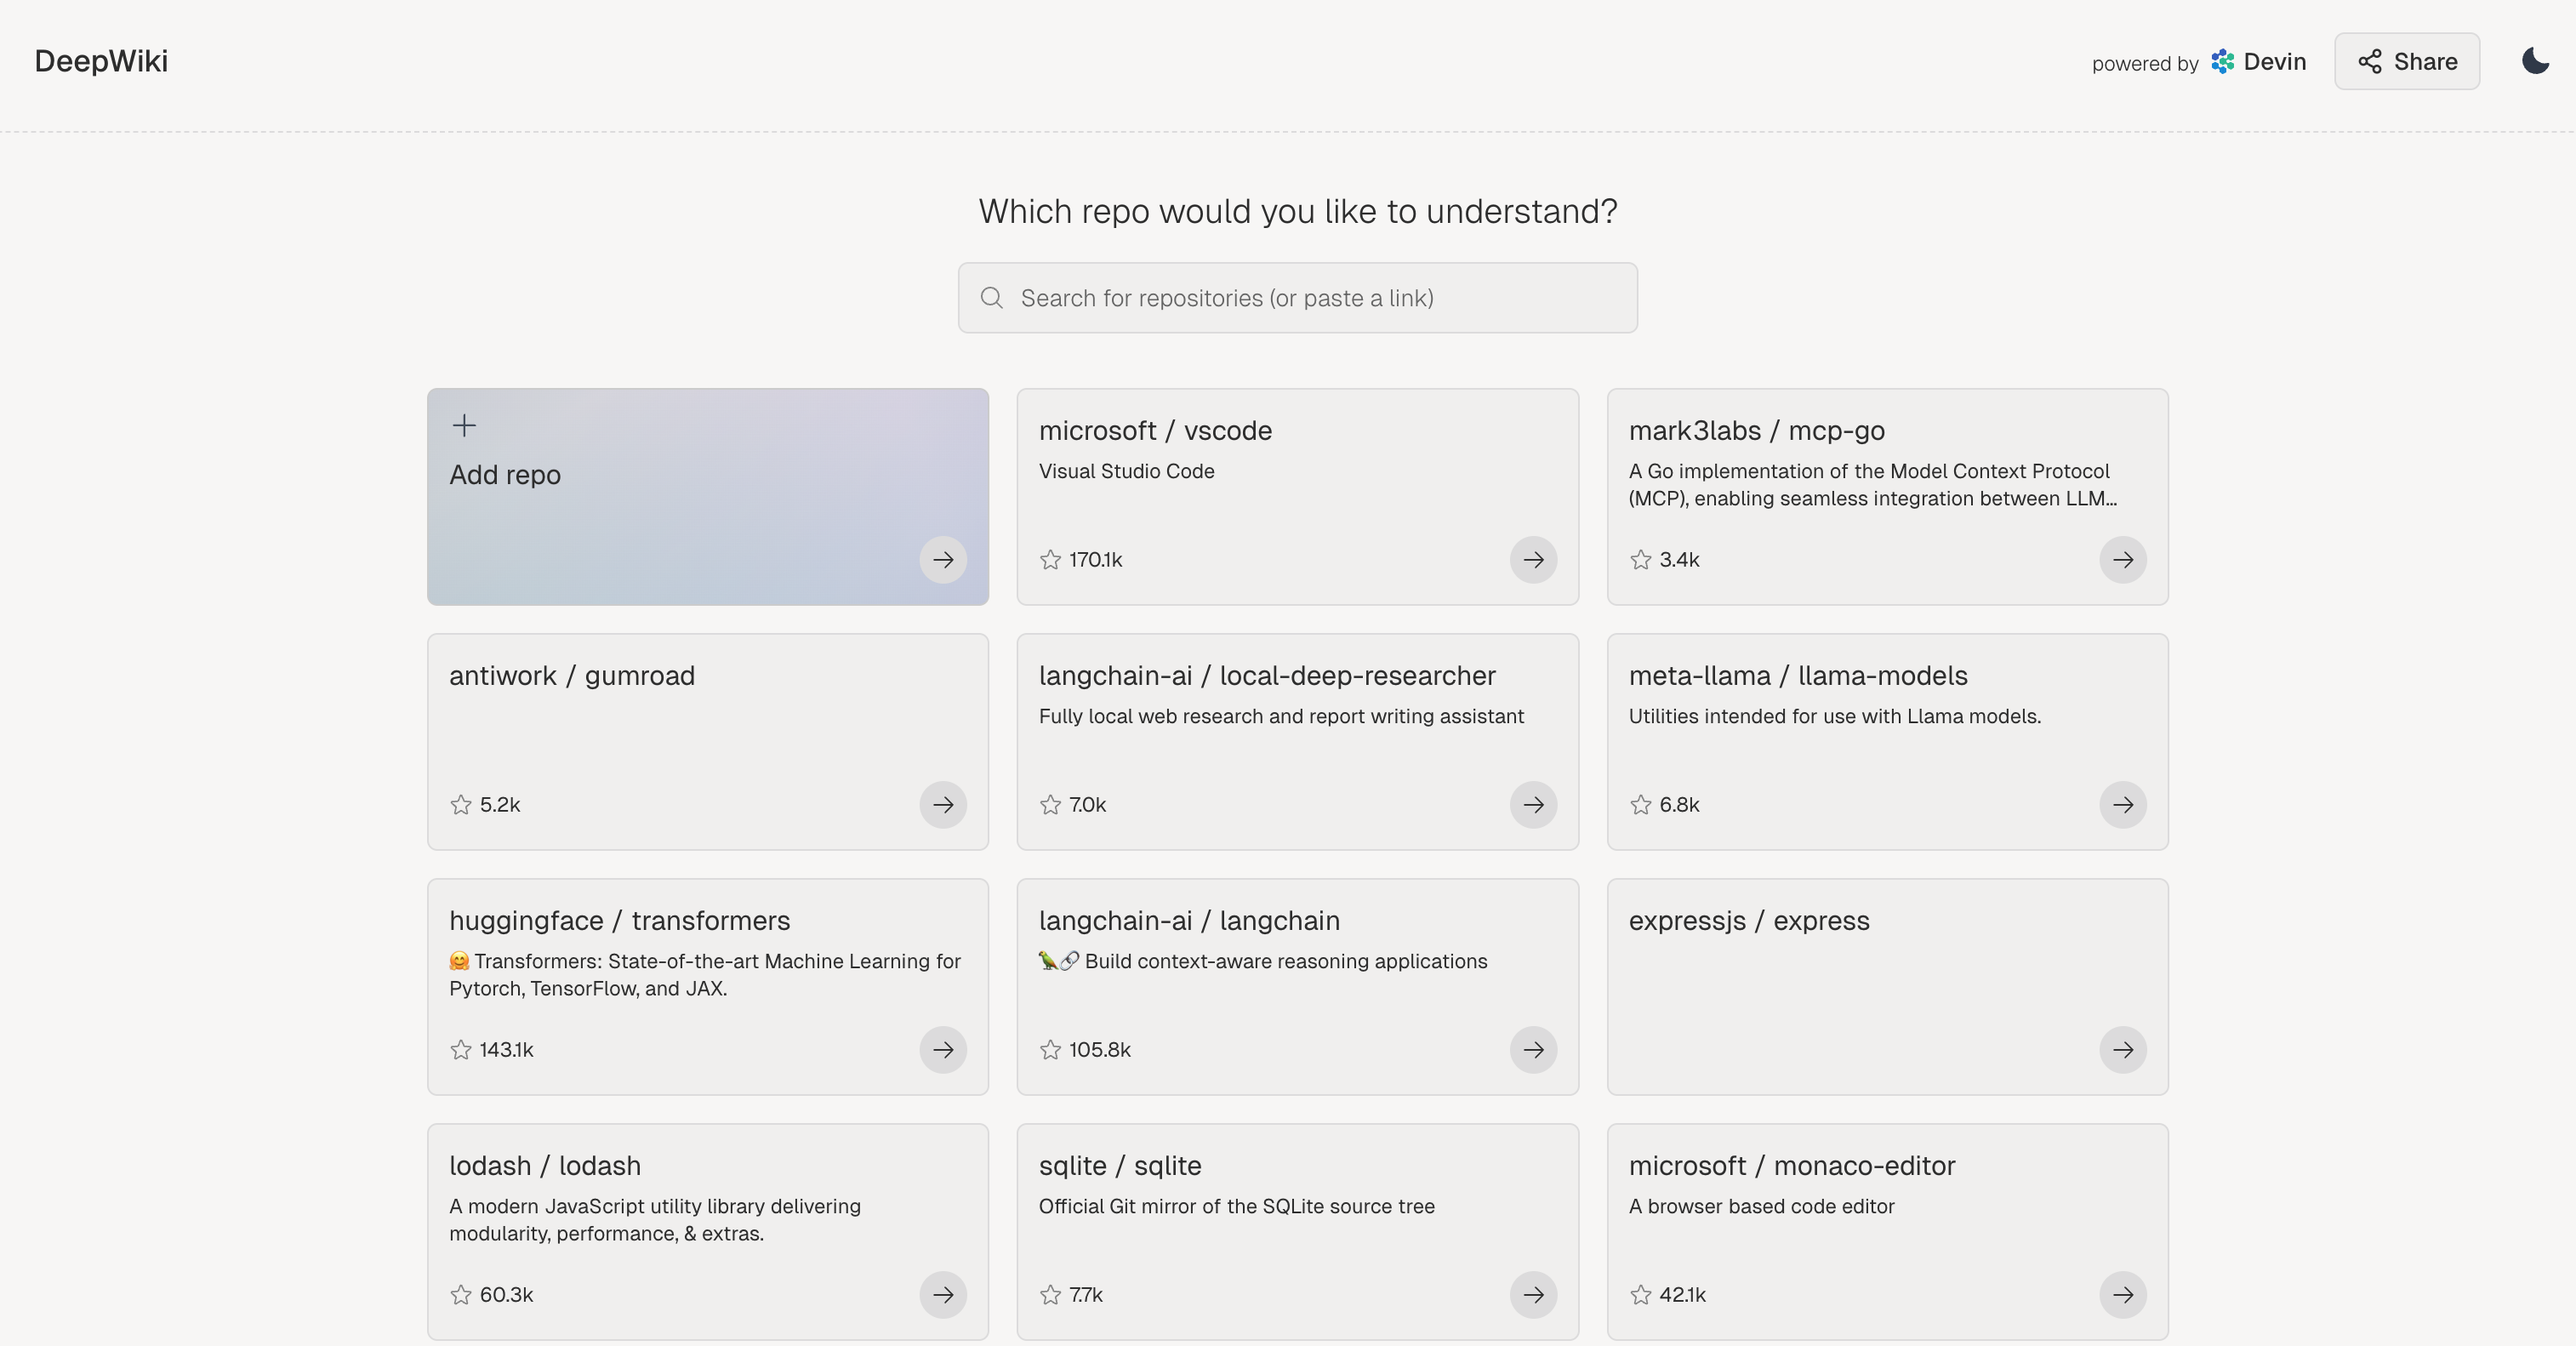 DeepWiki
powered by Devin
Share
Which repo would you like to understand?
Search for repositories (or paste a link)
Add repo
microsoft / vscode
Visual Studio Code
170.1k
mark3labs / mcp-go
A Go implementation of the Model Context Protocol
(MCP), enabling seamless integration between LLM...
3.4k
antiwork / gumroad
5.2k
langchain-ai / local-deep-researcher
Fully local web research and report writing assistant
7.0k
meta-llama / llama-models
Utilities intended for use with Llama models.
6.8k
huggingface / transformers
🤗 Transformers: State-of-the-art Machine Learning for
Pytorch, TensorFlow, and JAX.
143.1k
langchain-ai / langchain
🦜🔗 Build context-aware reasoning applications
105.8k
expressjs / express
lodash / lodash
A modern JavaScript utility library delivering
modularity, performance, & extras.
60.3k
sqlite / sqlite
Official Git mirror of the SQLite source tree
7.7k
microsoft / monaco-editor
A browser based code editor
42.1k